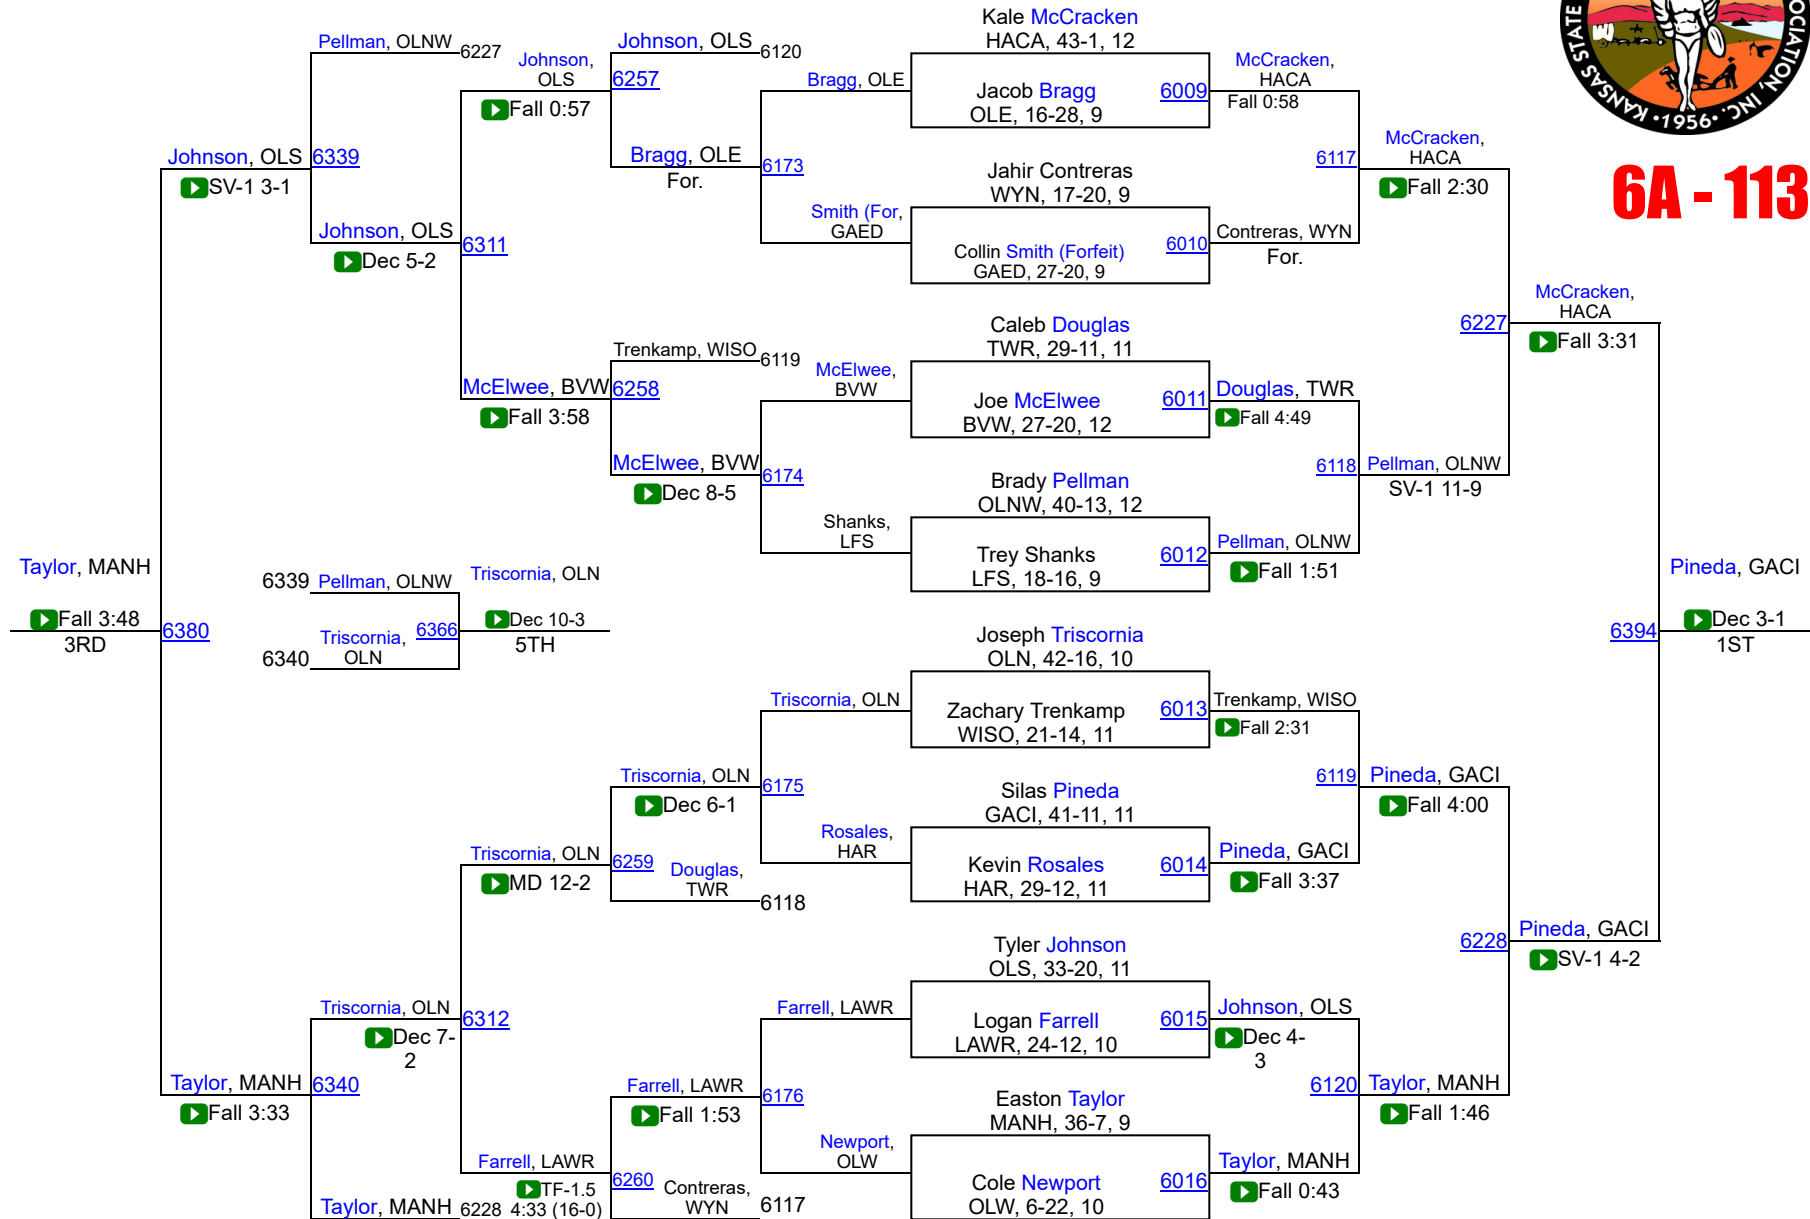 Kale McCracken
HACA, 43-1, 12
Jacob Bragg
OLE, 16-28, 9
6009
Jahir Contreras
WYN, 17-20, 9
Collin Smith (Forfeit)
GAED, 27-20, 9
6010
Caleb Douglas
TWR, 29-11, 11
Joe McElwee
BVW, 27-20, 12
6011
Brady Pellman
OLNW, 40-13, 12
Trey Shanks
LFS, 18-16, 9
6012
Joseph Triscornia
OLN, 42-16, 10
Zachary Trenkamp
WISO, 21-14, 11
6013
Silas Pineda
GACI, 41-11, 11
Kevin Rosales
HAR, 29-12, 11
6014
Tyler Johnson
OLS, 33-20, 11
Logan Farrell
LAWR, 24-12, 10
6015
Easton Taylor
MANH, 36-7, 9
Cole Newport
OLW, 6-22, 10
6016
McCracken,
HACA
Fall 0:58
Contreras, WYN
For.
Douglas, TWR
Fall 4:49
Pellman, OLNW
Fall 1:51
Trenkamp, WISO
Fall 2:31
Pineda, GACI
Fall 3:37
Johnson, OLS
Dec 4-
3
Taylor, MANH
Fall 0:43
6117
McCracken,
HACA
Fall 2:30
6118
Pellman, OLNW
SV-1 11-9
6119
Pineda, GACI
Fall 4:00
6120
Taylor, MANH
Fall 1:46
6227
McCracken,
HACA
Fall 3:31
6228
Pineda, GACI
SV-1 4-2
6394
Pineda, GACI
Dec 3-1
1ST
Bragg, OLE
Smith (For,
GAED
6173
McElwee,
BVW
Shanks,
LFS
6174
Triscornia, OLN
Rosales,
HAR
6175
Farrell, LAWR
Newport,
OLW
6176
Johnson, OLS
6120
6257
Bragg, OLE
For.
Trenkamp, WISO
6119
6258
McElwee, BVW
Dec 8-5
Triscornia, OLN
Dec 6-1
6259
Douglas,
TWR
6118
Farrell, LAWR
Fall 1:53
6260
Contreras,
WYN
6117
Johnson,
OLS
Fall 0:57
McElwee, BVW
Fall 3:58
6311
Triscornia, OLN
MD 12-2
Farrell, LAWR
TF-1.5
4:33 (16-0)
6312
Pellman, OLNW
6227
Johnson, OLS
Dec 5-2
6339
Triscornia, OLN
Dec 7-
2
Taylor, MANH
6228
6340
Johnson, OLS
SV-1 3-1
Taylor, MANH
Fall 3:33
6380
Taylor, MANH
Fall 3:48
3RD
6339
Pellman, OLNW
6340
Triscornia,
OLN
6366
Triscornia, OLN
Dec 10-3
5TH
KANSAS STATE
OCIATION, INC.
•1956•
6A - 113